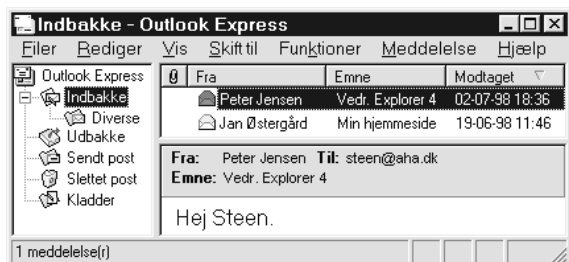 Indbakke - Outlook Express
Filer Rediger Vis Skift til Funktioner Meddelelse Hjælp
Outlook Express
Indbakke
Diverse
Udbakke
Sendt post
Slettet post
Kladder
Fra Emne Modtaget
Peter Jensen Vedr. Explorer 4 02-07-98 18:36
Jan Østergård Min hjemmeside 19-06-98 11:46
Fra: Peter Jensen Til: steen@aha.dk
Emne: Vedr. Explorer 4
Hej Steen.
1 meddelelse(r)